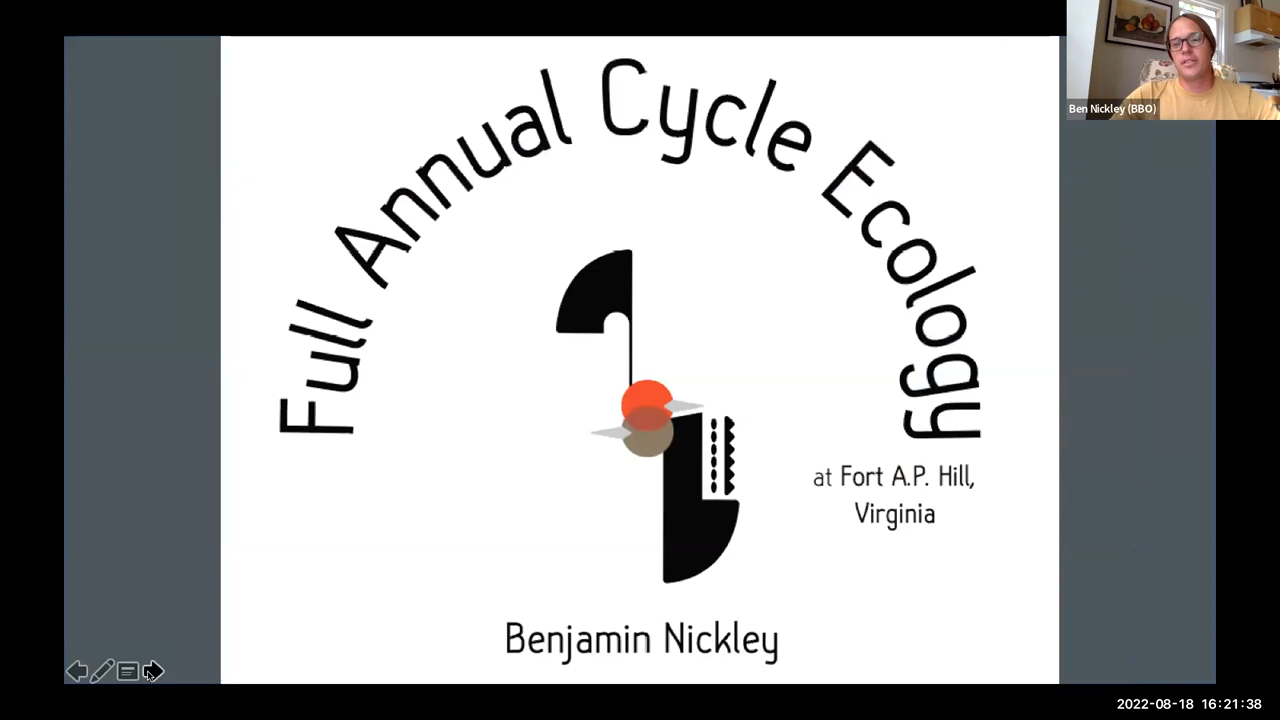 Full Annual Cycle Ecology
at Fort A.P. Hill,
Virginia
Benjamin Nickley
Ben Nickley (BBO)
2022-08-18 16:21:38